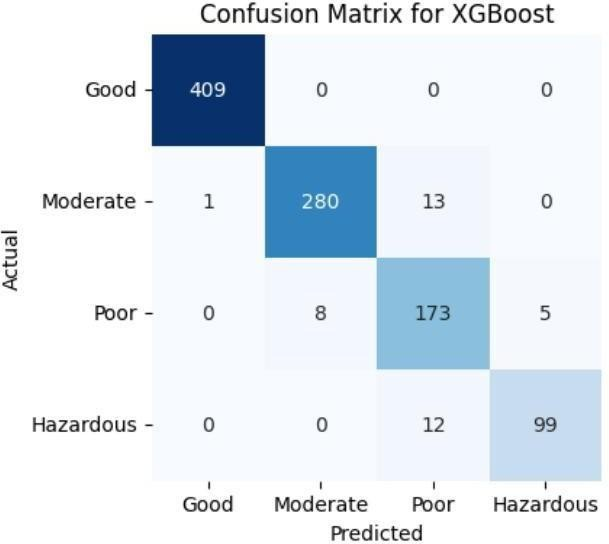 Confusion Matrix for XGBoost
Good 409 0 0 0
Moderate 1 280 13 0
Actual
Poor 0 8 173 5
Hazardous 0 0 12 99
Good Moderate Poor Hazardous
Predicted